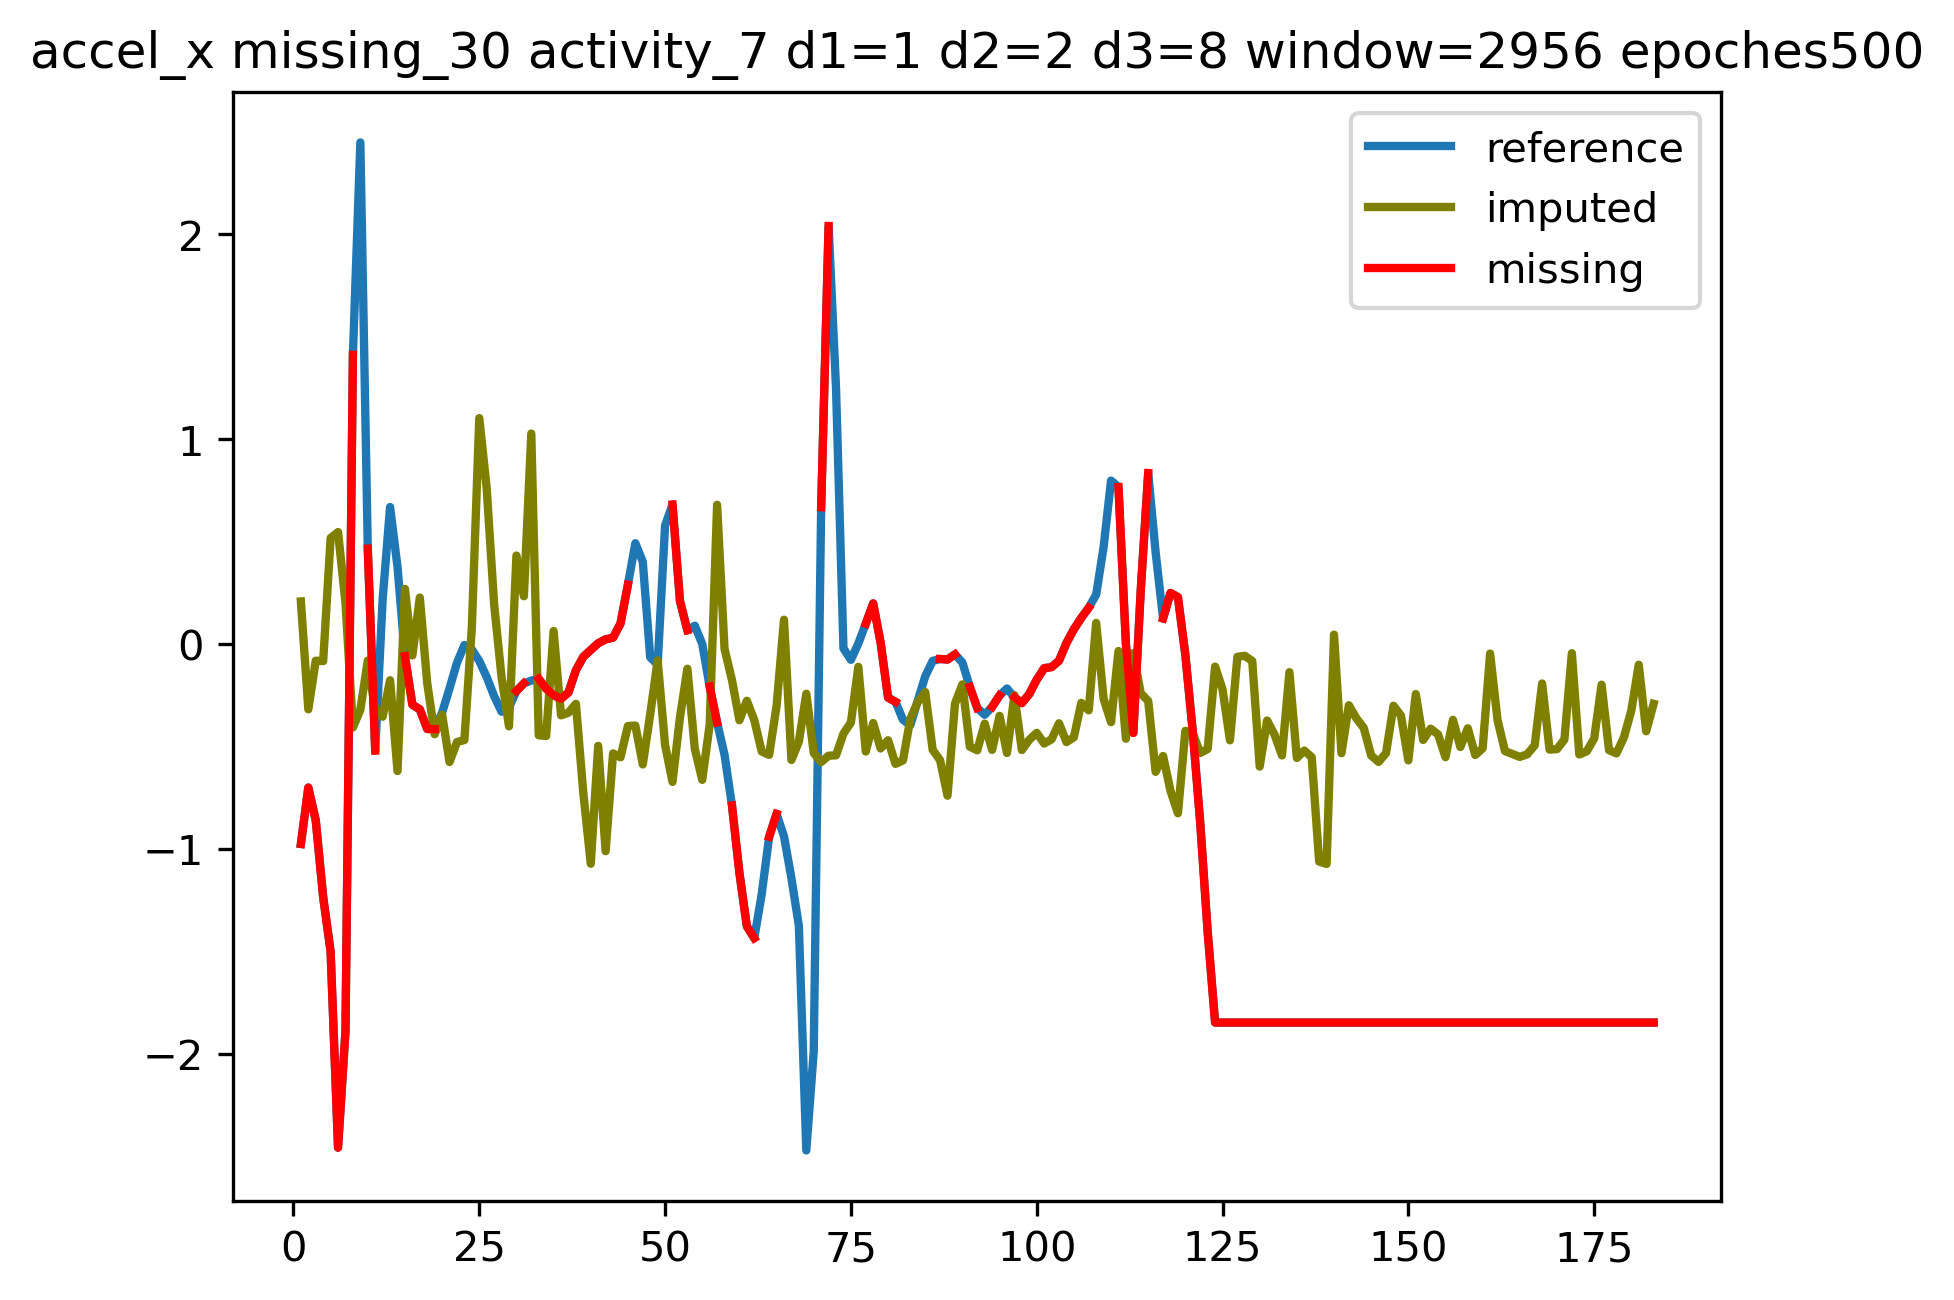 accel_x missing_30 activity_7 d1=1 d2=2 d3=8 window=2956 epoches500
reference
imputed
missing
2
1
0
−1
−2
0 25 50 75 100 125 150 175